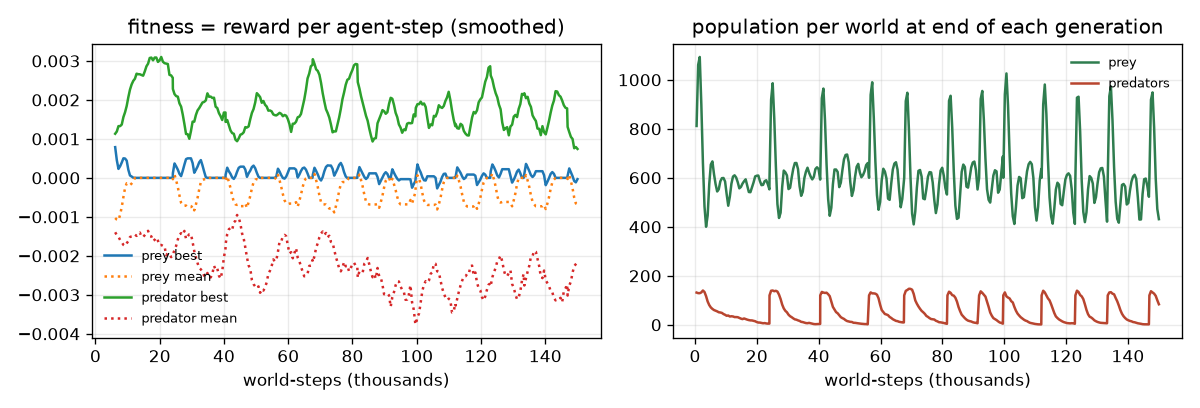 fitness = reward per agent-step (smoothed)
0.003
0.002
0.001
0.000
−0.001
−0.002
−0.003
−0.004
prey best
prey mean
predator best
predator mean
0 20 40 60 80 100 120 140
world-steps (thousands)
population per world at end of each generation
1000
800
600
400
200
0
prey
predators
0 20 40 60 80 100 120 140
world-steps (thousands)